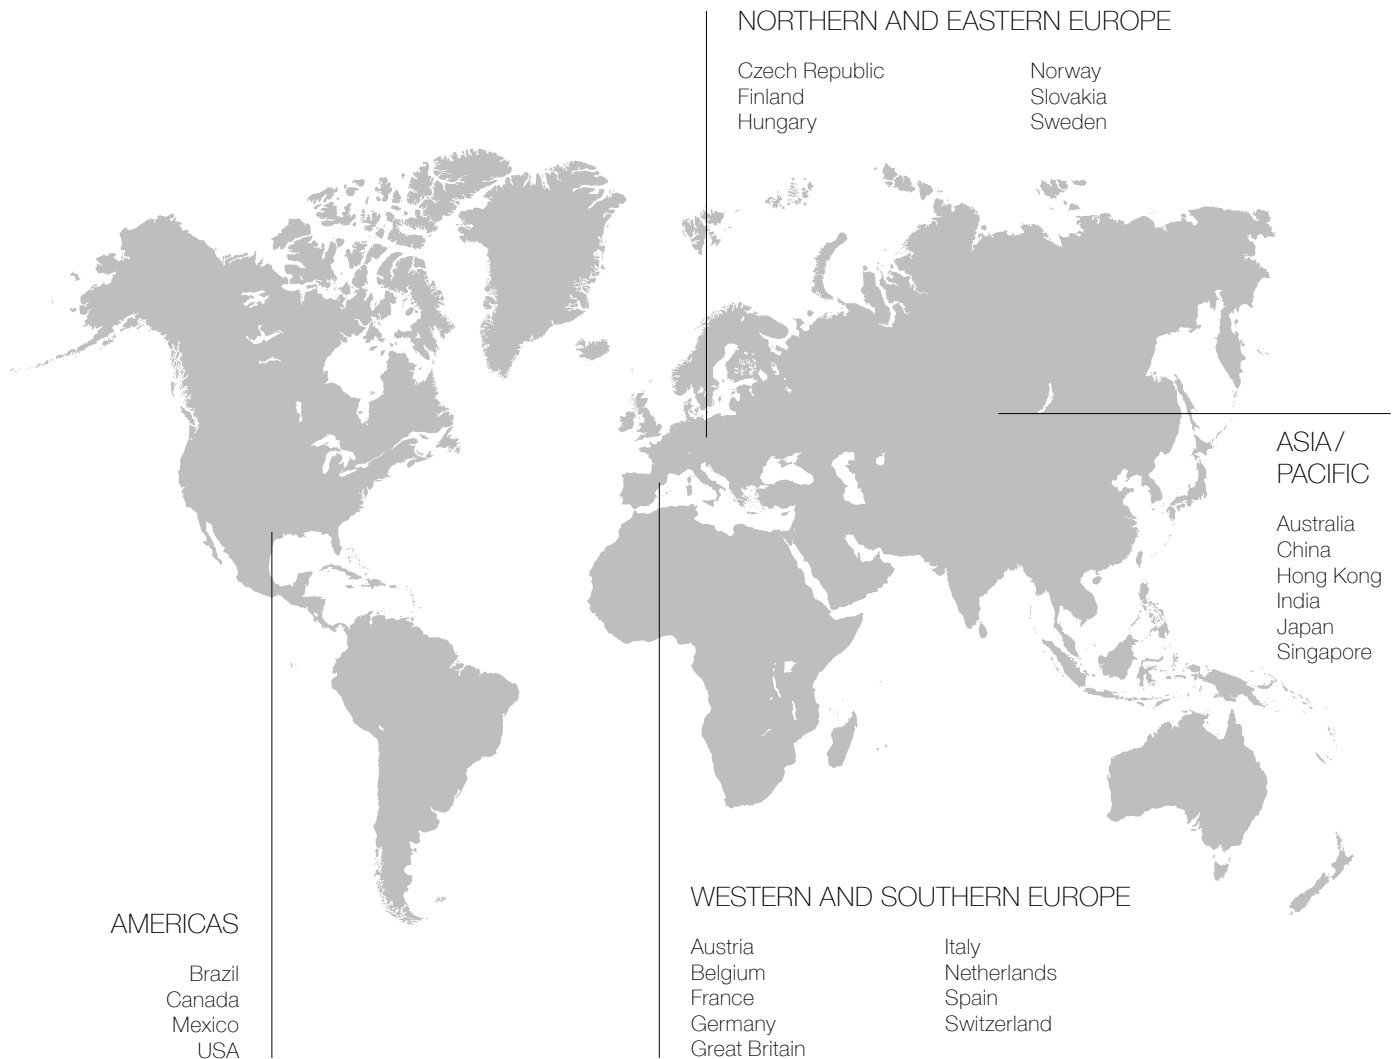 NORTHERN AND EASTERN EUROPE
Czech Republic
Finland
Hungary
Norway
Slovakia
Sweden
ASIA /
PACIFIC
Australia
China
Hong Kong
India
Japan
Singapore
WESTERN AND SOUTHERN EUROPE
Austria
Belgium
France
Germany
Great Britain
Italy
Netherlands
Spain
Switzerland
AMERICAS
Brazil
Canada
Mexico
USA